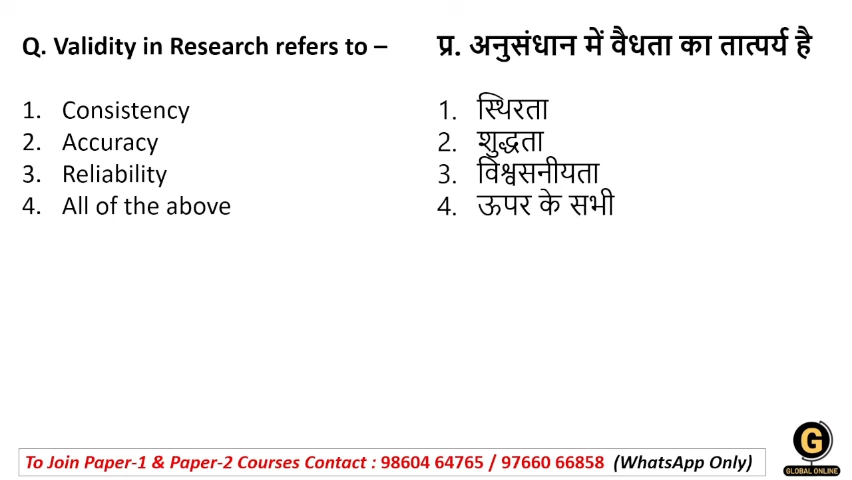 Q. Validity in Research refers to –
1. Consistency
2. Accuracy
3. Reliability
4. All of the above
प्र. अनुसंधान में वैधता का तात्पर्य है
1. स्थिरता
2. शुद्धता
3. विश्वसनीयता
4. ऊपर के सभी
To Join Paper-1 & Paper-2 Courses Contact : 98604 64765 / 97660 66858 (WhatsApp Only)
G
GLOBAL ONLINE